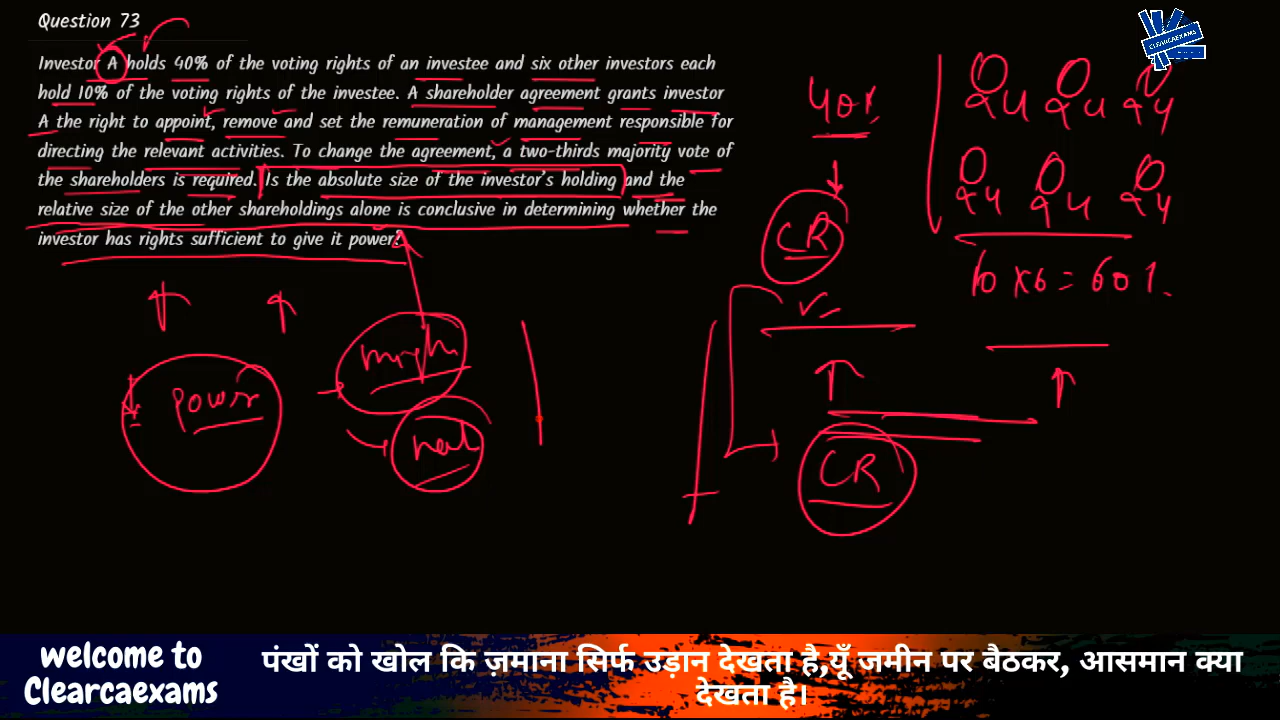 Question 73
CLEARCAEXAMS
Investor A holds 40% of the voting rights of an investee and six other investors each
hold 10% of the voting rights of the investee. A shareholder agreement grants investor
A the right to appoint, remove and set the remuneration of management responsible for
directing the relevant activities. To change the agreement, a two-thirds majority vote of
the shareholders is required. Is the absolute size of the investor's holding and the
relative size of the other shareholdings alone is conclusive in determining whether the
investor has rights sufficient to give it power?
40%
CR
10 x 6 = 60%
Power
CR
welcome to
Clearcaexams
पंखों को खोल कि ज़माना सिर्फ उड़ान देखता है,यूँ जमीन पर बैठकर, आसमान क्या
देखता है।